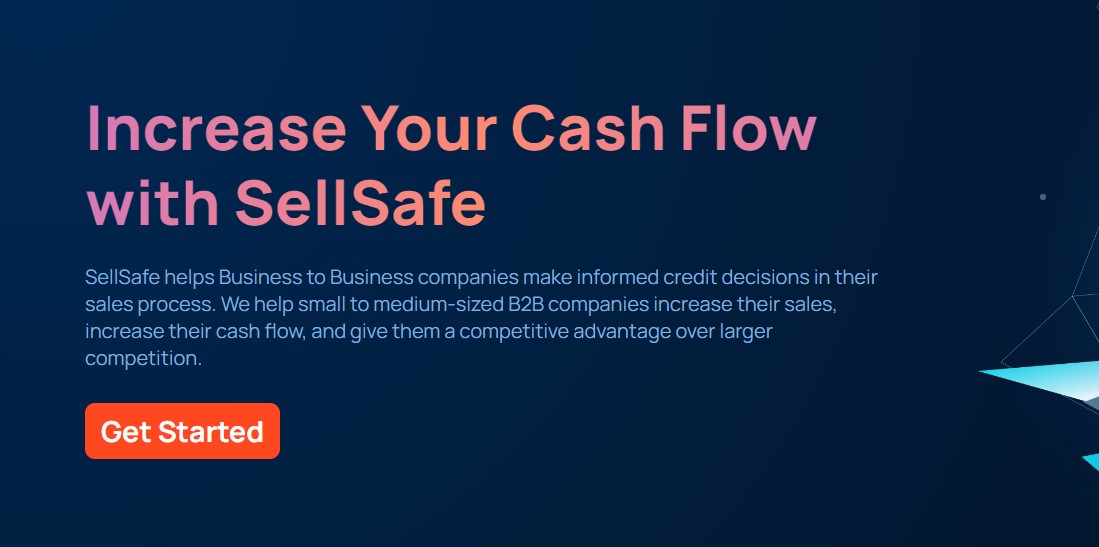 Increase Your Cash Flow
with SellSafe
SellSafe helps Business to Business companies make informed credit decisions in their
sales process. We help small to medium-sized B2B companies increase their sales,
increase their cash flow, and give them a competitive advantage over larger
competition.
Get Started